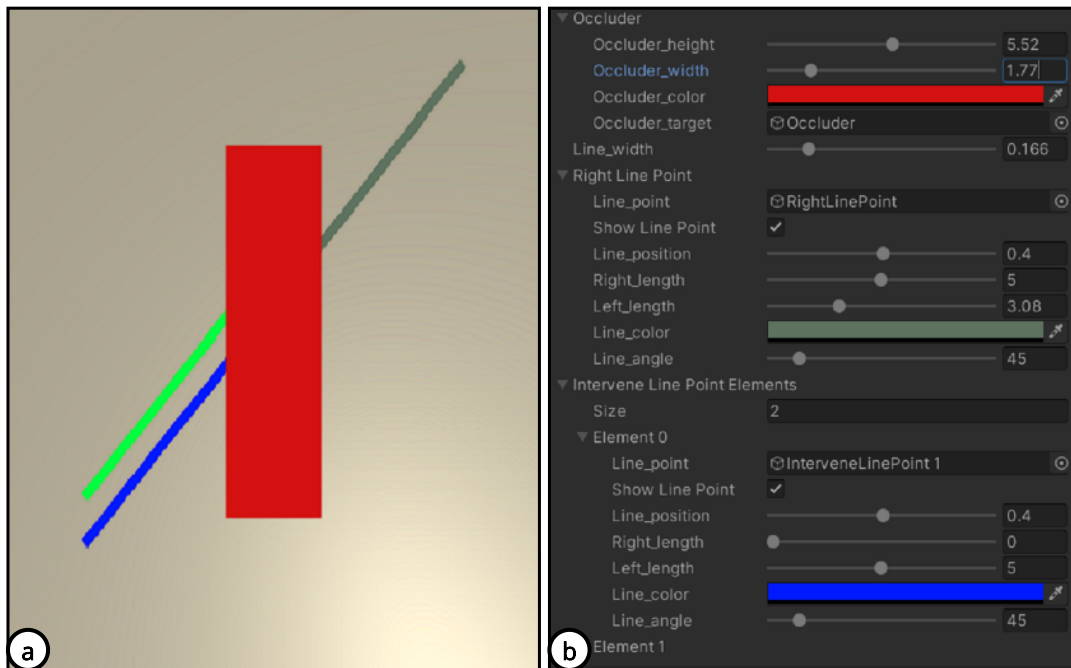 Occluder
Occluder_height 5.52
Occluder_width 1.77
Occluder_color
Occluder_target Occluder
Line_width 0.166
Right Line Point
Line_point RightLinePoint
Show Line Point
Line_position 0.4
Right_length 5
Left_length 3.08
Line_color
Line_angle 45
Intervene Line Point Elements
Size 2
Element 0
Line_point InterveneLinePoint 1
Show Line Point
Line_position 0.4
Right_length 0
Left_length 5
Line_color
Line_angle 45
Element 1
a
b